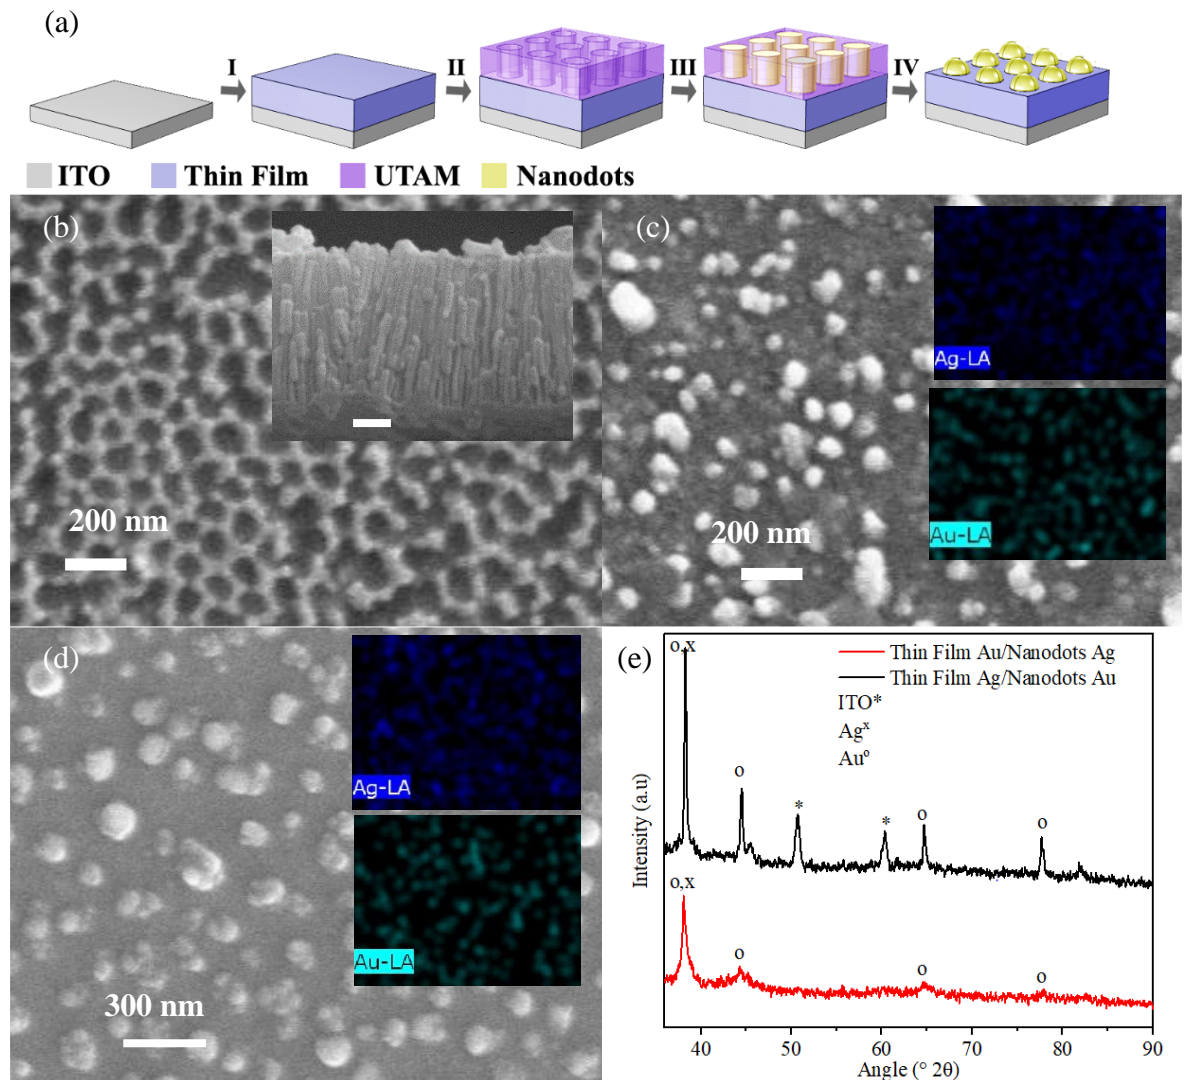 (a)
I II III IV
ITO Thin Film UTAM Nanodots
(b)
200 nm
(c)
Ag-LA
Au-LA
200 nm
(d)
Ag-LA
Au-LA
300 nm
(e)
o,x
Thin Film Au/Nanodots Ag
Thin Film Ag/Nanodots Au
ITO*
Agˣ
Auᵒ
o
*
*
o
o
o,x
o
o
o
Intensity (a.u)
40 50 60 70 80 90
Angle (° 2θ)